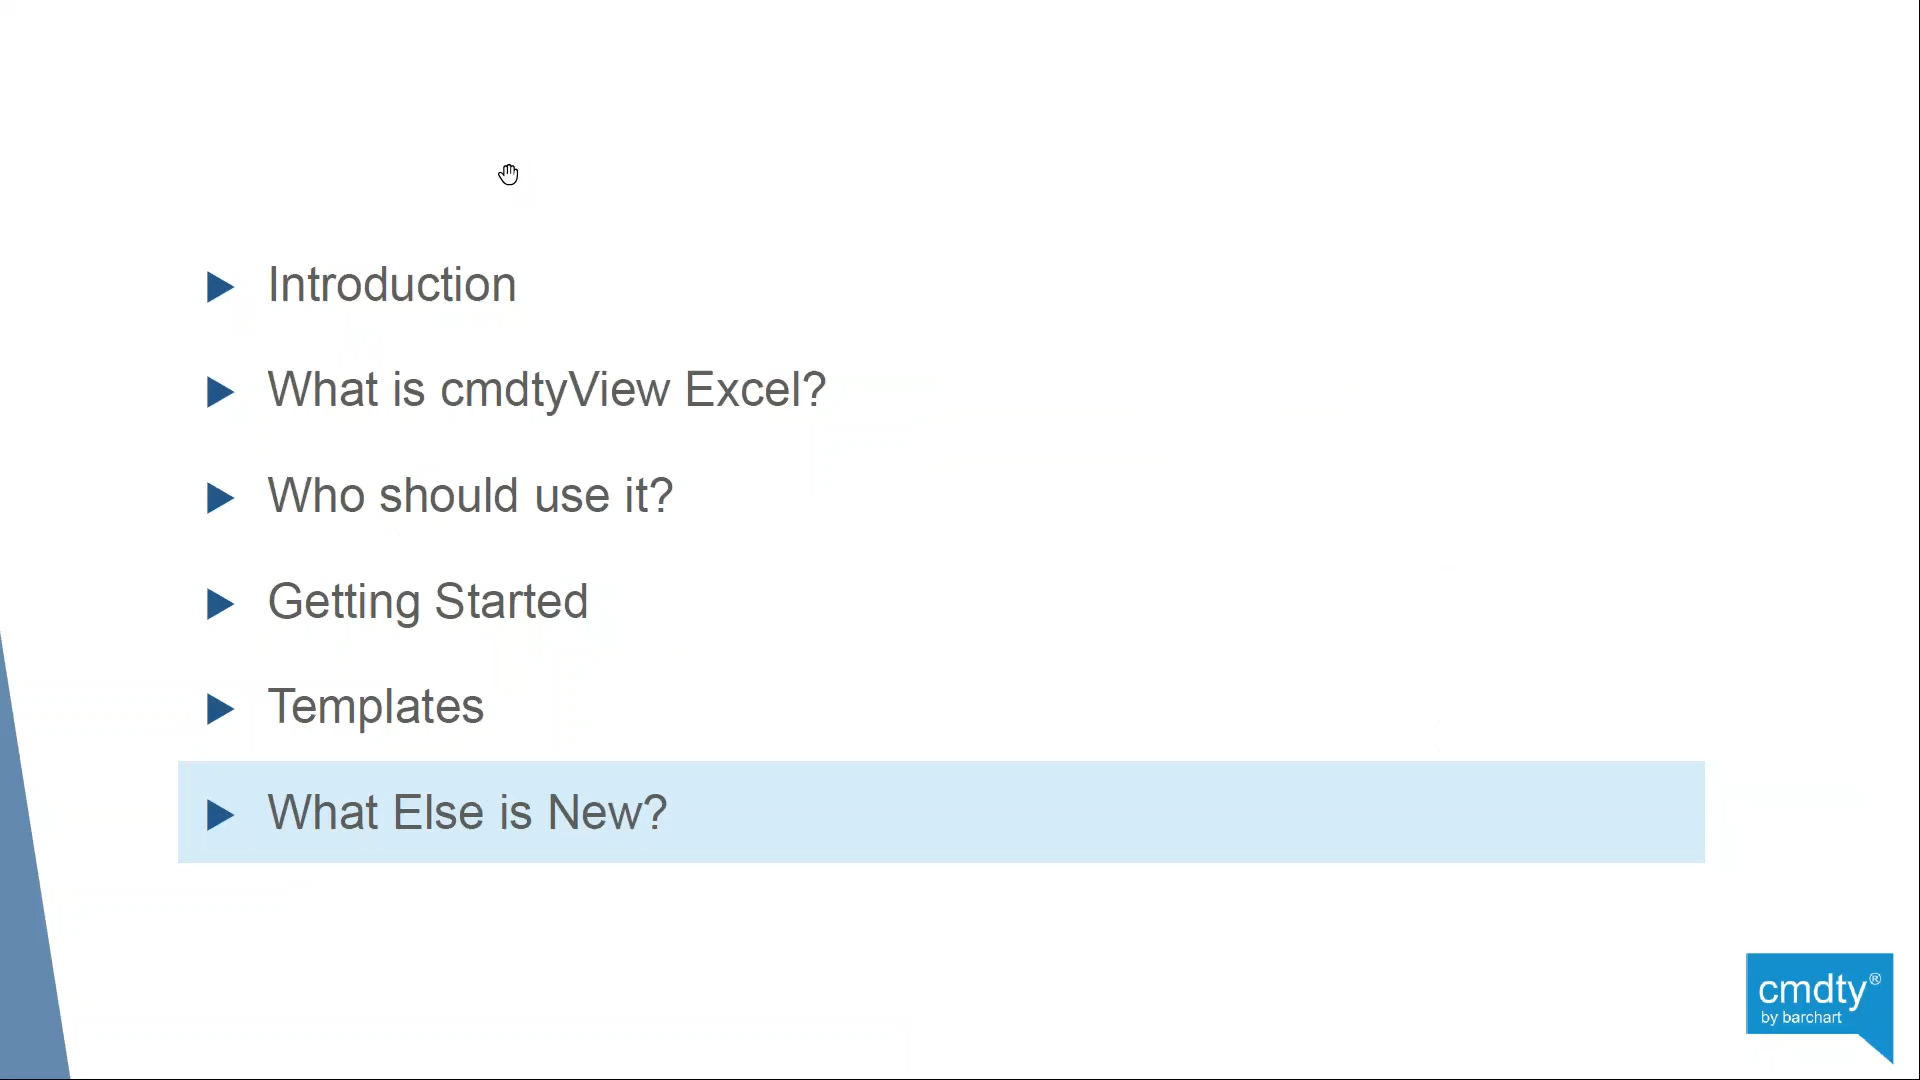 Introduction
What is cmdtyView Excel?
Who should use it?
Getting Started
Templates
What Else is New?
cmdty®
by barchart